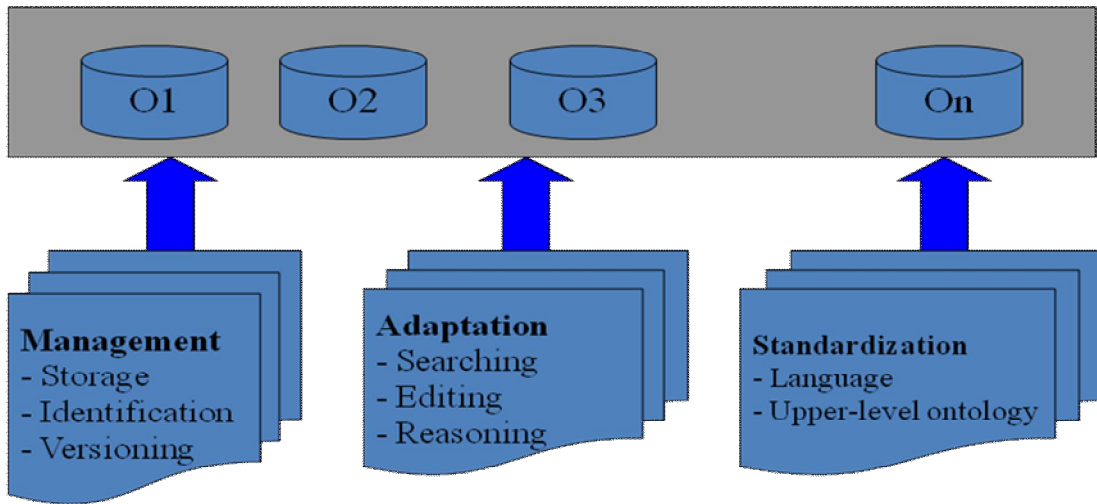 O1
O2
O3
On
Management
- Storage
- Identification
- Versioning
Adaptation
- Searching
- Editing
- Reasoning
Standardization
- Language
- Upper-level ontology